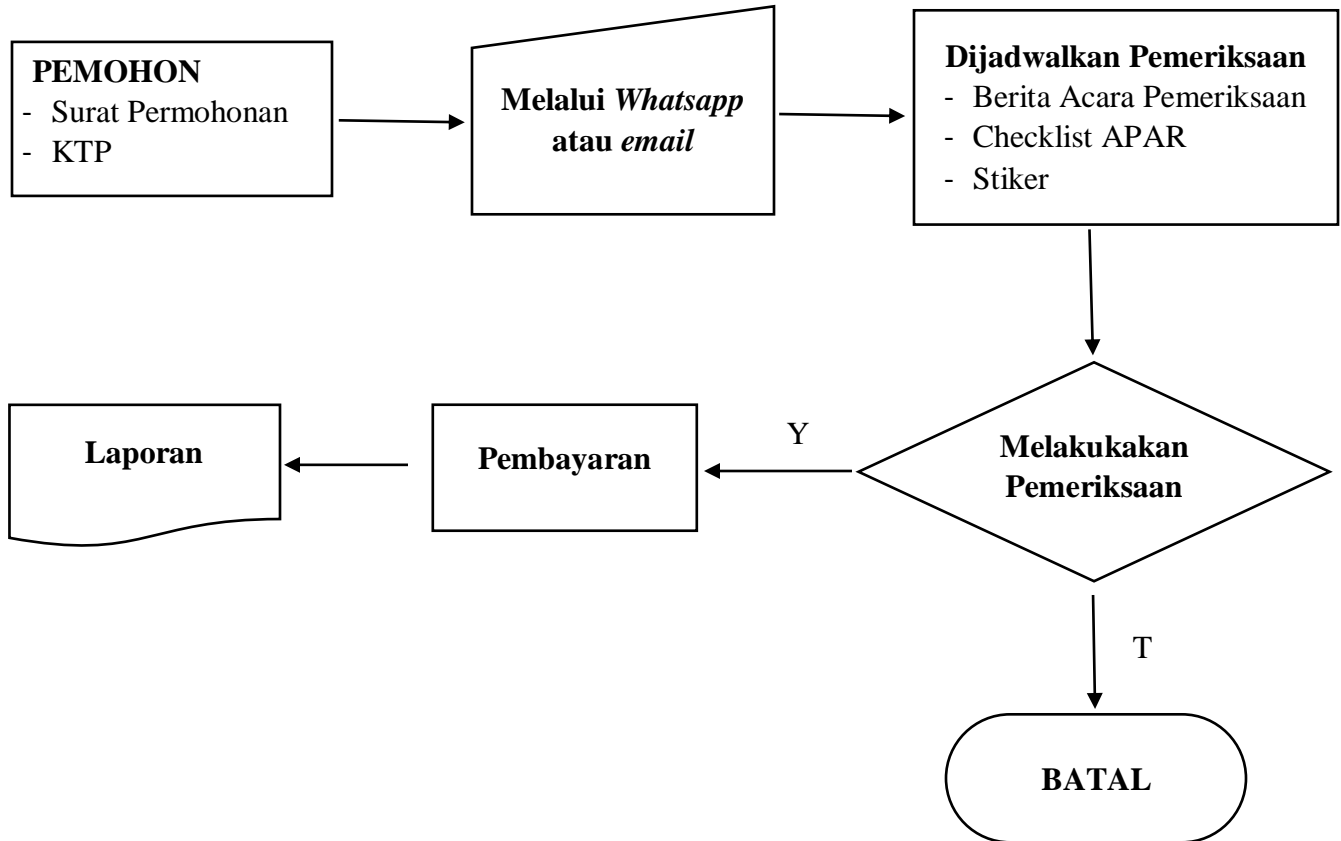 PEMOHON
- Surat Permohonan
- KTP
Melalui Whatsapp
atau email
Dijadwalkan Pemeriksaan
- Berita Acara Pemeriksaan
- Checklist APAR
- Stiker
Melakukakan
Pemeriksaan
Y
Pembayaran
Laporan
T
BATAL